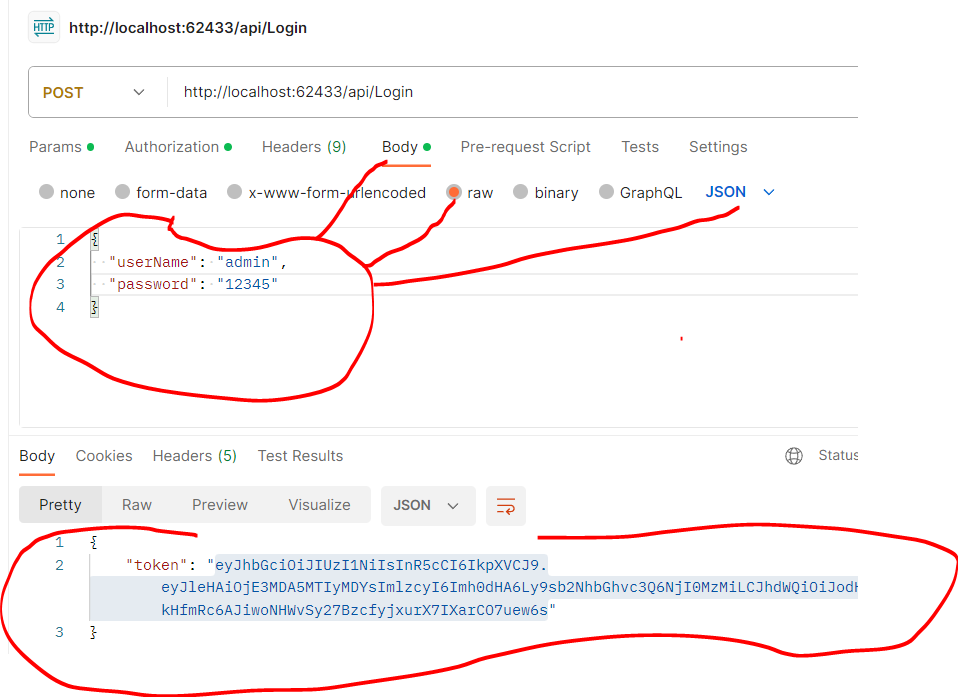 HTTP http://localhost:62433/api/Login
POST http://localhost:62433/api/Login
Params Authorization Headers (9) Body Pre-request Script Tests Settings
none form-data x-www-form-urlencoded raw binary GraphQL JSON
1 {
2 "userName": "admin",
3 "password": "12345"
4 }
Body Cookies Headers (5) Test Results Status
Pretty Raw Preview Visualize JSON
1 {
2 "token": "eyJhbGciOiJIUzI1NiIsInR5cCI6IkpXVCJ9.
eyJleHAiOjE3MDA5MTIyMDYsImlzcyI6Imh0dHA6Ly9sb2NhbGhvc3Q6NjI0MzMiLCJhdWQiOiJodH
kHfmRc6AJiwoNHWvSy27BzcfyjxurX7IXarCO7uew6s"
3 }